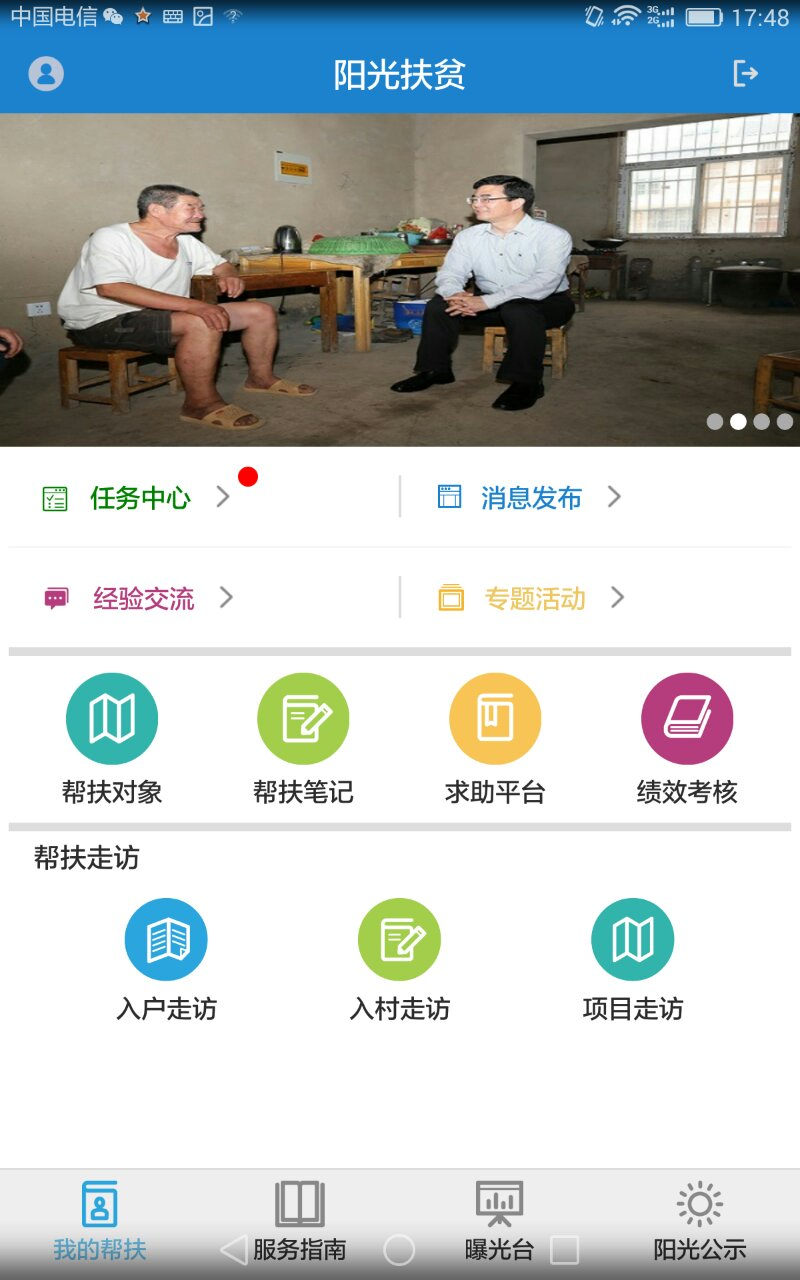 中国电信 3G 2G 17:48
阳光扶贫
任务中心 消息发布
经验交流 专题活动
帮扶对象 帮扶笔记 求助平台 绩效考核
帮扶走访
入户走访 入村走访 项目走访
我的帮扶 服务指南 曝光台 阳光公示